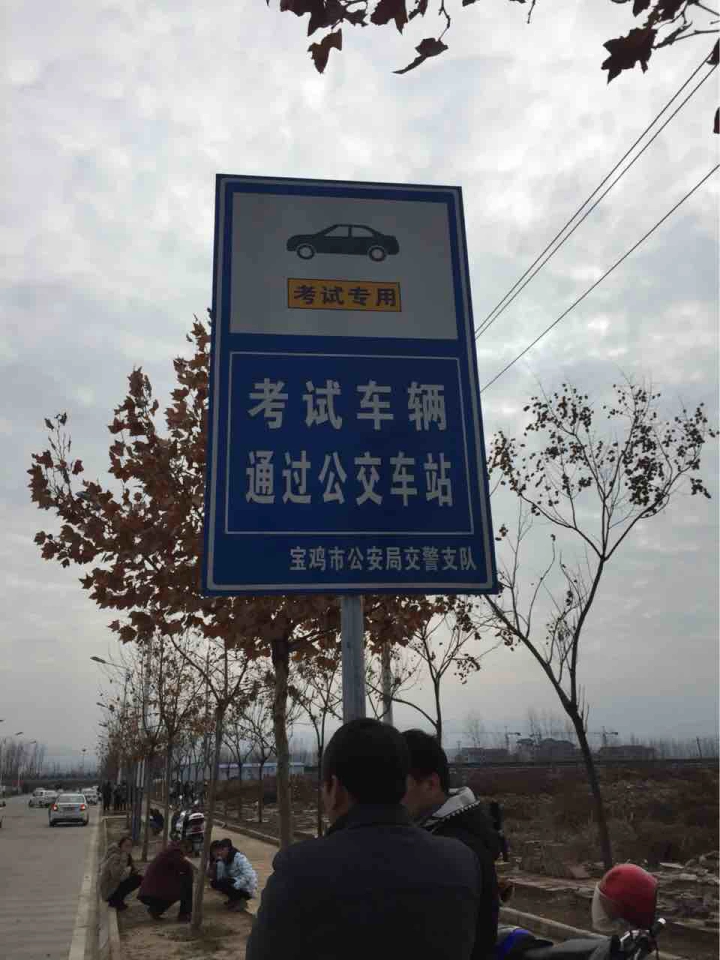 考试专用
考试车辆
通过公交车站
宝鸡市公安局交警支队